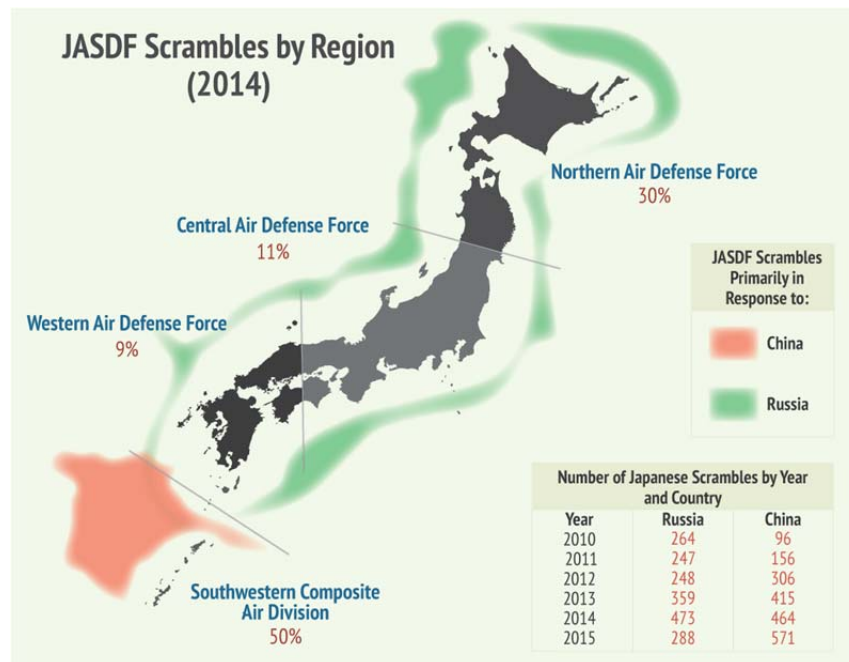 JASDF Scrambles by Region
(2014)
Northern Air Defense Force
30%
Central Air Defense Force
11%
Western Air Defense Force
9%
JASDF Scrambles
Primarily in
Response to:
China
Russia
Southwestern Composite
Air Division
50%
Number of Japanese Scrambles by Year
and Country
Year Russia China
2010 264 96
2011 247 156
2012 248 306
2013 359 415
2014 473 464
2015 288 571